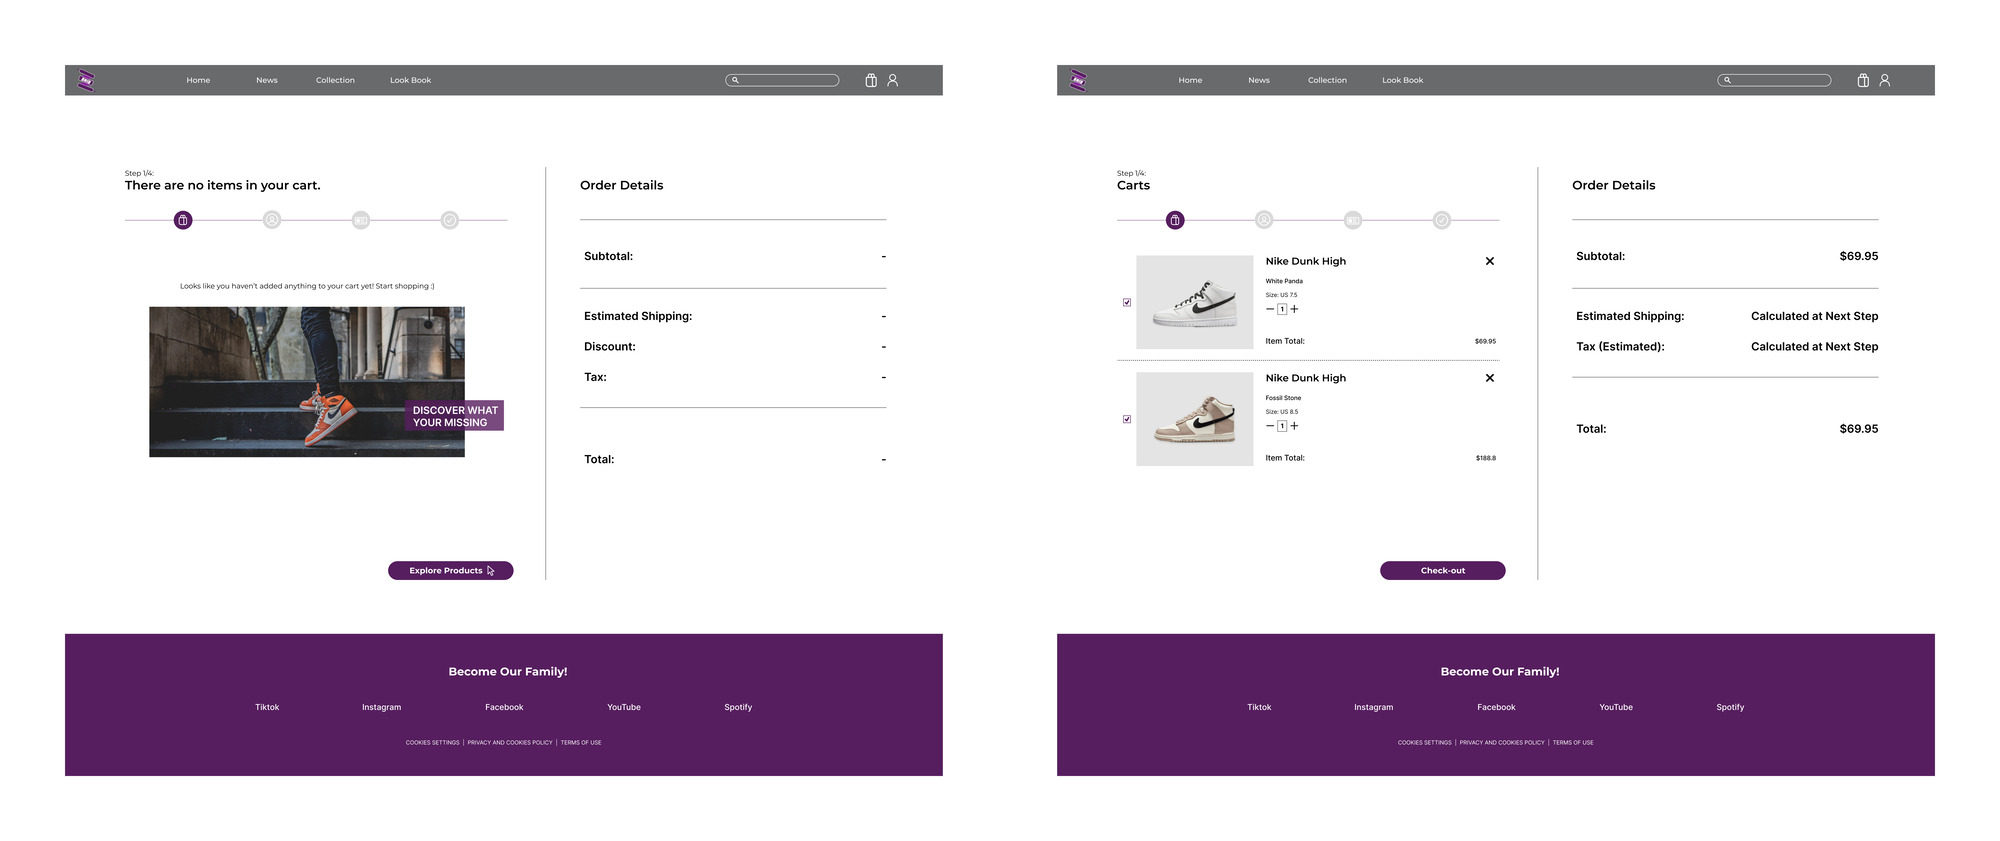 Home News Collection Look Book
Step 1/4:
There are no items in your cart.
Looks like you haven't added anything to your cart yet! Start shopping :)
DISCOVER WHAT
YOUR MISSING
Explore Products
Order Details
Subtotal: -
Estimated Shipping: -
Discount: -
Tax: -
Total: -
Become Our Family!
Tiktok Instagram Facebook YouTube Spotify
COOKIES SETTINGS | PRIVACY AND COOKIES POLICY | TERMS OF USE
Home News Collection Look Book
Step 1/4:
Carts
Nike Dunk High
White Panda
Size: US 7.5
1
Item Total: $69.95
Nike Dunk High
Fossil Stone
Size: US 8.5
1
Item Total: $188.8
Check-out
Order Details
Subtotal: $69.95
Estimated Shipping: Calculated at Next Step
Tax (Estimated): Calculated at Next Step
Total: $69.95
Become Our Family!
Tiktok Instagram Facebook YouTube Spotify
COOKIES SETTINGS | PRIVACY AND COOKIES POLICY | TERMS OF USE